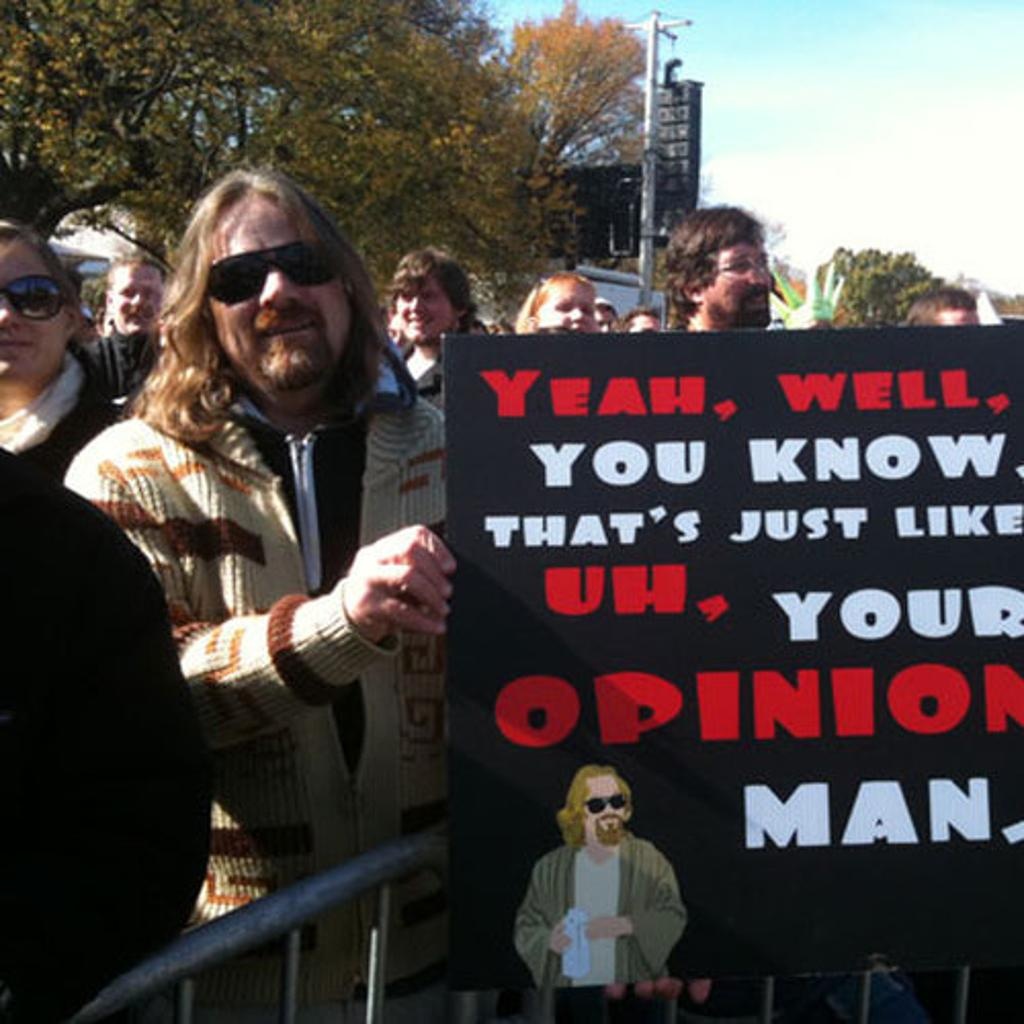 YEAH, WELL,
YOU KNOW,
THAT'S JUST LIKE
UH, YOUR
OPINION
MAN,